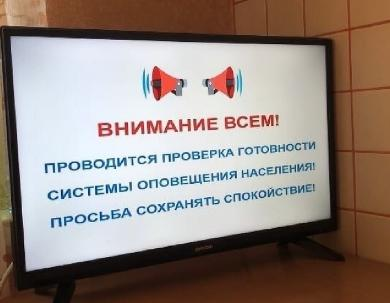 ВНИМАНИЕ ВСЕМ!
ПРОВОДИТСЯ ПРОВЕРКА ГОТОВНОСТИ
СИСТЕМЫ ОПОВЕЩЕНИЯ НАСЕЛЕНИЯ!
ПРОСЬБА СОХРАНЯТЬ СПОКОЙСТВИЕ!